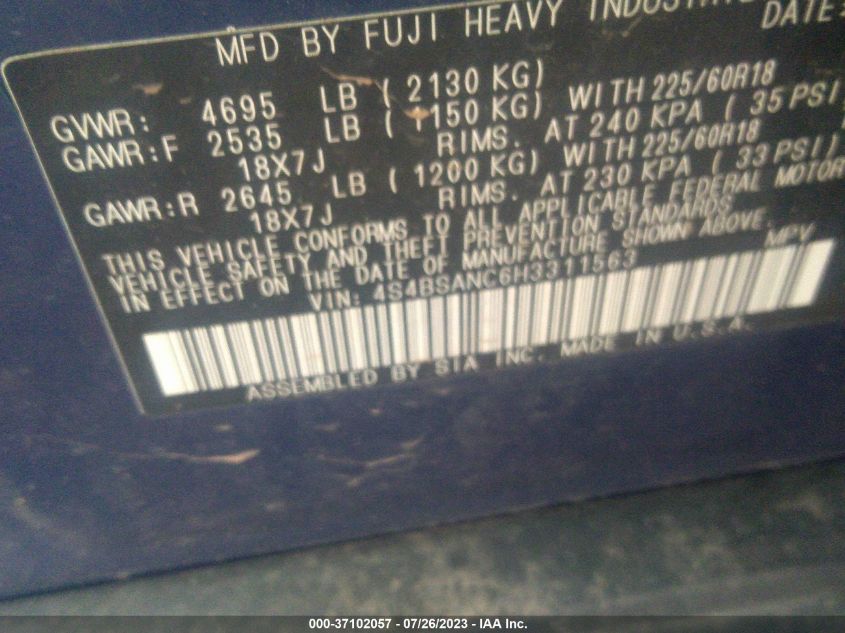 MFD BY FUJI HEAVY
DATE:
GVWR: 4695 LB ( 2130 KG)
GAWR:F 2535 LB ( 1150 KG) WITH 225/60R18
18X7J RIMS. AT 240 KPA ( 35 PSI
GAWR:R 2645 LB ( 1200 KG) WITH 225/60R18
18X7J RIMS. AT 230 KPA ( 33 PSI)
THIS VEHICLE CONFORMS TO ALL APPLICABLE FEDERAL MOTOR
VEHICLE SAFETY AND THEFT PREVENTION STANDARDS
IN EFFECT ON THE DATE OF MANUFACTURE SHOWN ABOVE.
VIN: 4S4BSANC6H3311563 MPV
ASSEMBLED BY SIA INC. MADE IN U.S.A.
000-37102057 - 07/26/2023 - IAA Inc.